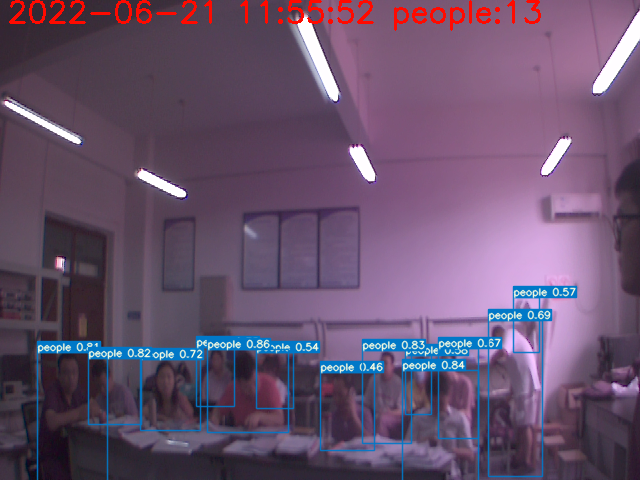 2022-06-21 11:55:52 people:13
people 0.57
people 0.69
people 0.81
people 0.82
people 0.72
people 0.86
people 0.54
people 0.83
people 0.67
people 0.46
people 0.84